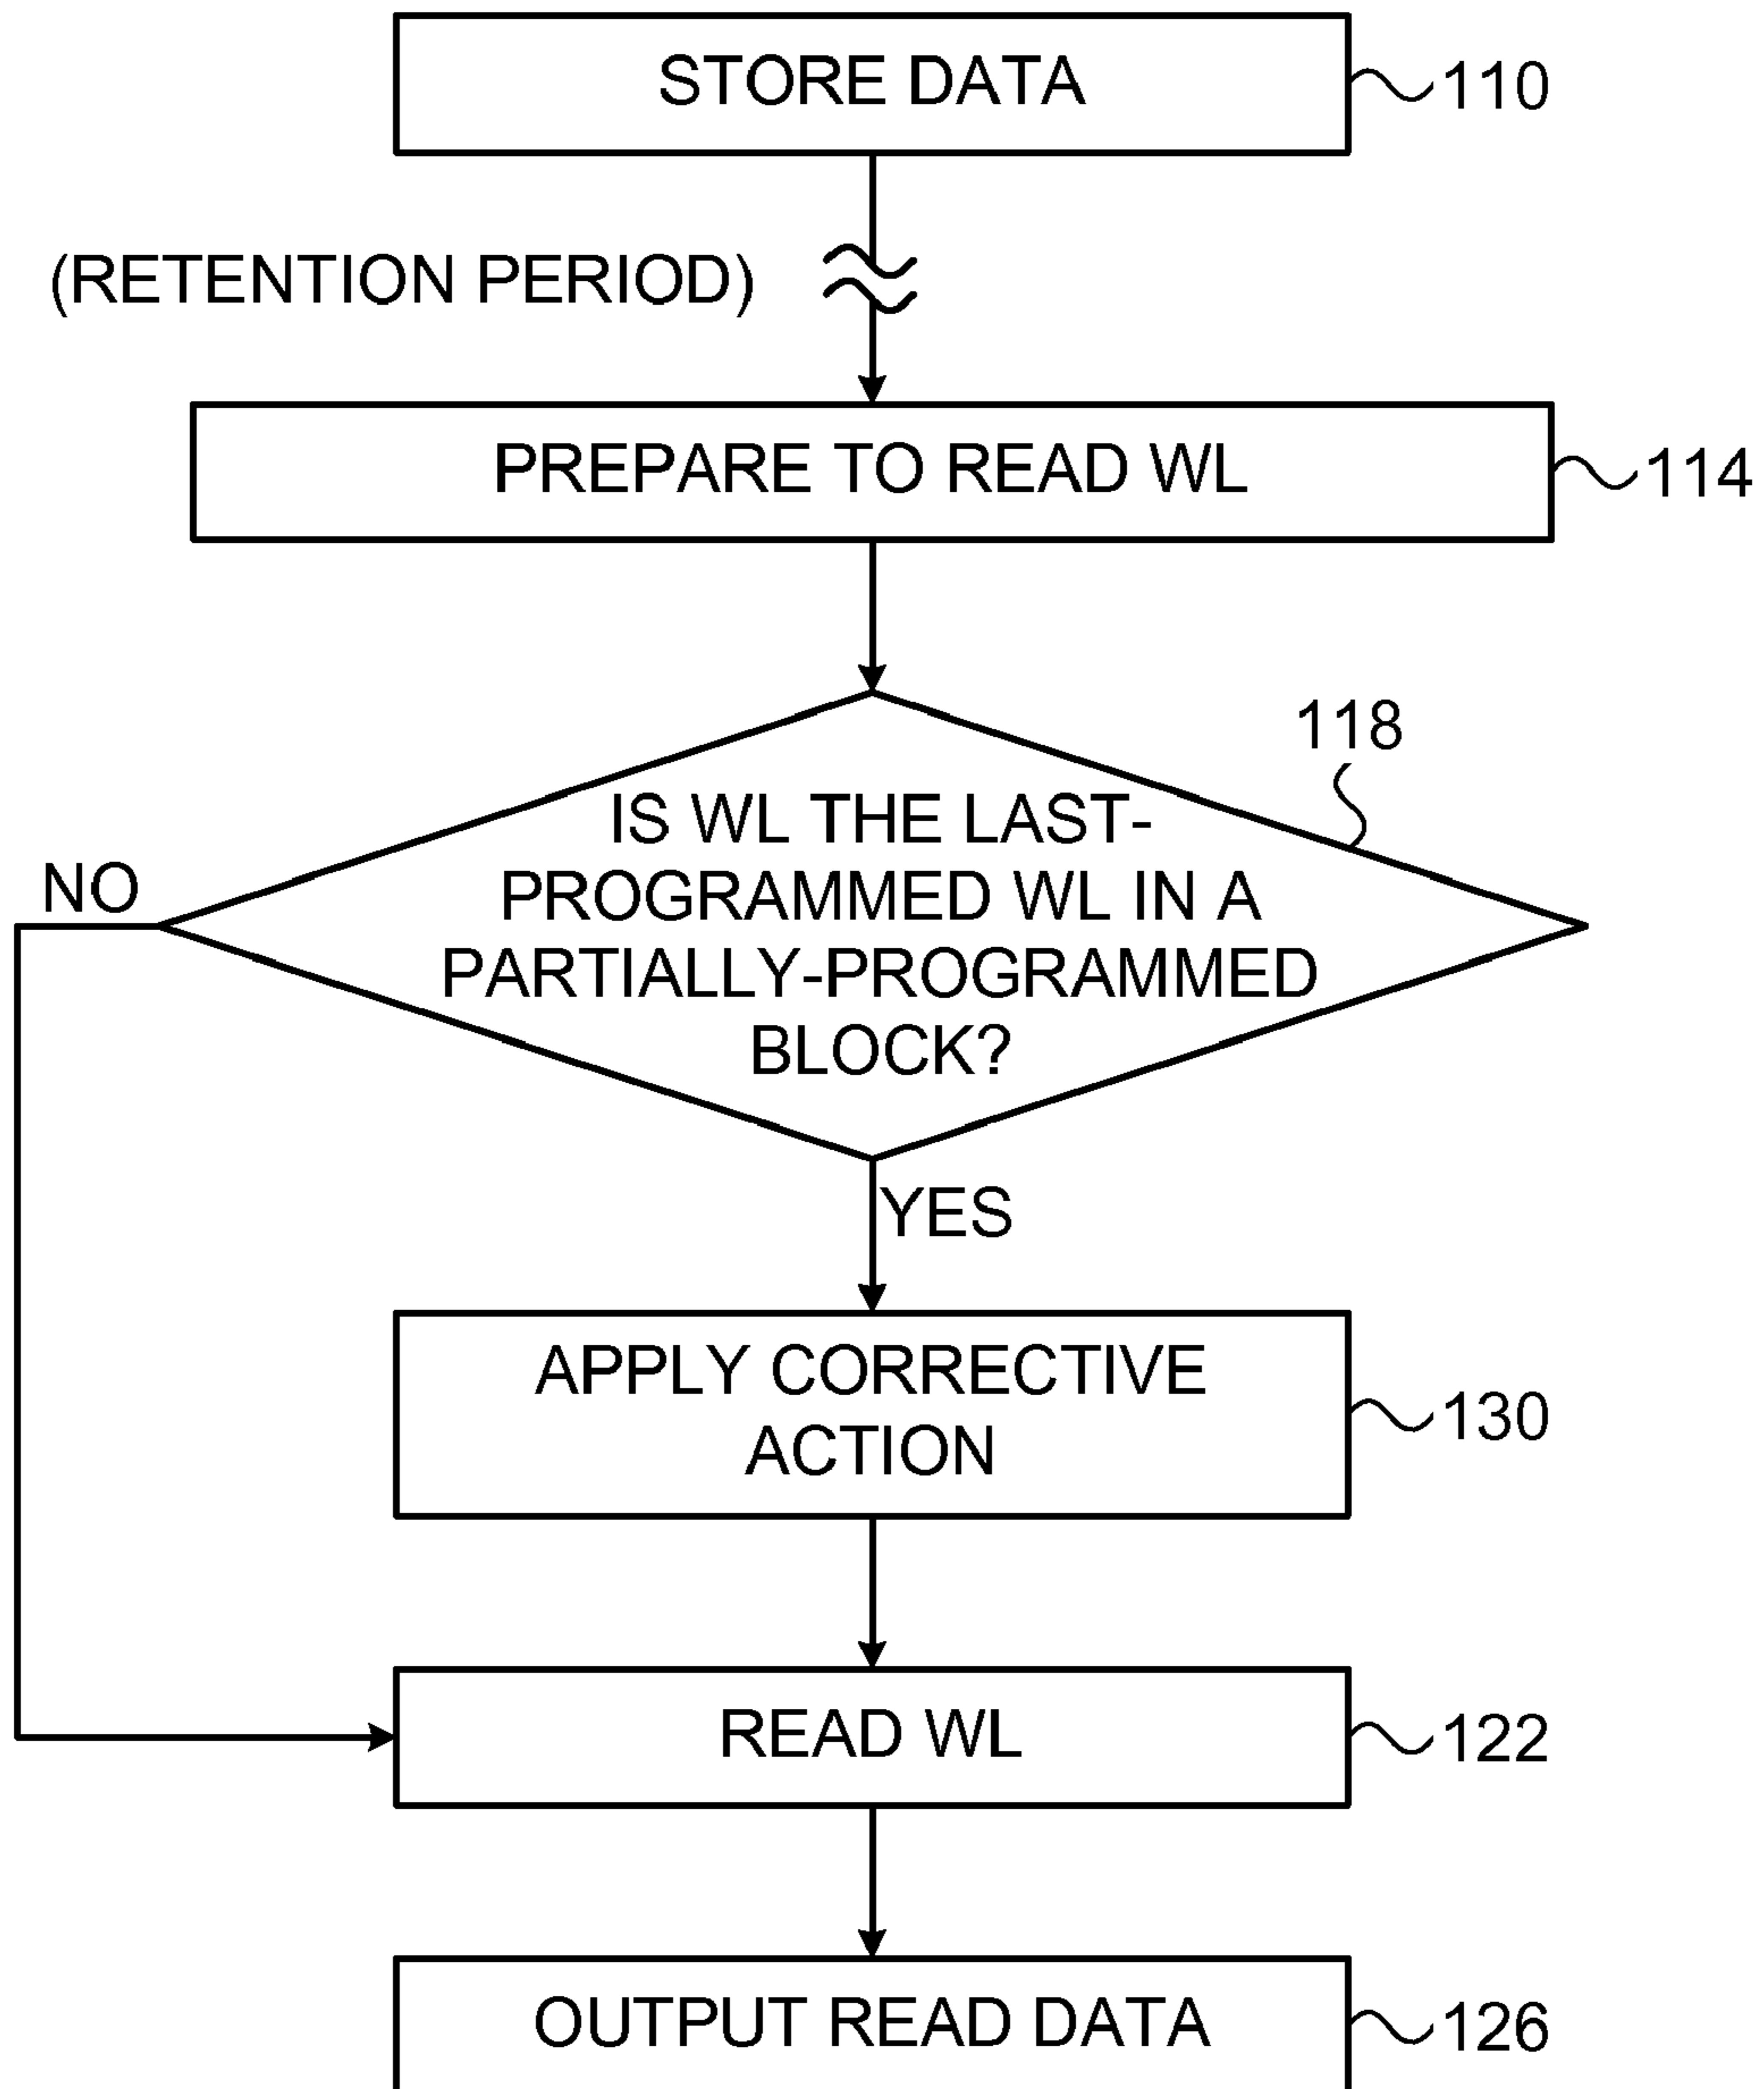 STORE DATA
110
(RETENTION PERIOD)
PREPARE TO READ WL
114
118
IS WL THE LAST-
PROGRAMMED WL IN A
PARTIALLY-PROGRAMMED
BLOCK?
NO
YES
APPLY CORRECTIVE
ACTION
130
READ WL
122
OUTPUT READ DATA
126